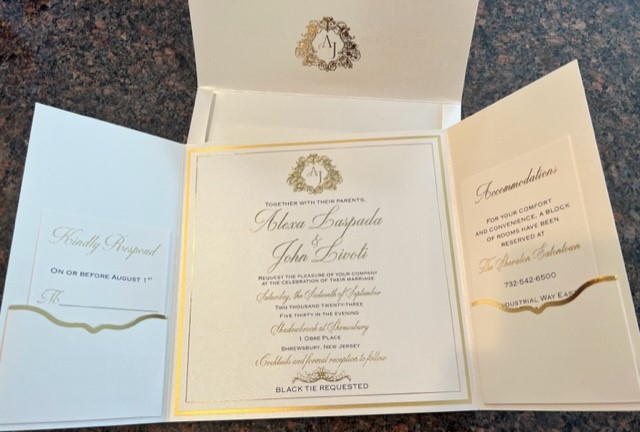 AJ
Kindly Respond
ON OR BEFORE AUGUST 1ST
M
AJ
TOGETHER WITH THEIR PARENTS,
Alexa Laspada
&
John Livoti
REQUEST THE PLEASURE OF YOUR COMPANY
AT THE CELEBRATION OF THEIR MARRIAGE
Saturday, the Sixteenth of September
TWO THOUSAND TWENTY-THREE
FIVE THIRTY IN THE EVENING
Shadowbrook at Shrewsbury
1 OBRE PLACE
SHREWSBURY, NEW JERSEY
Cocktails and formal reception to follow
BLACK TIE REQUESTED
Accommodations
FOR YOUR COMFORT
AND CONVENIENCE, A BLOCK
OF ROOMS HAVE BEEN
RESERVED AT
The Sheraton Eatontown
732-542-6500
INDUSTRIAL WAY EAST